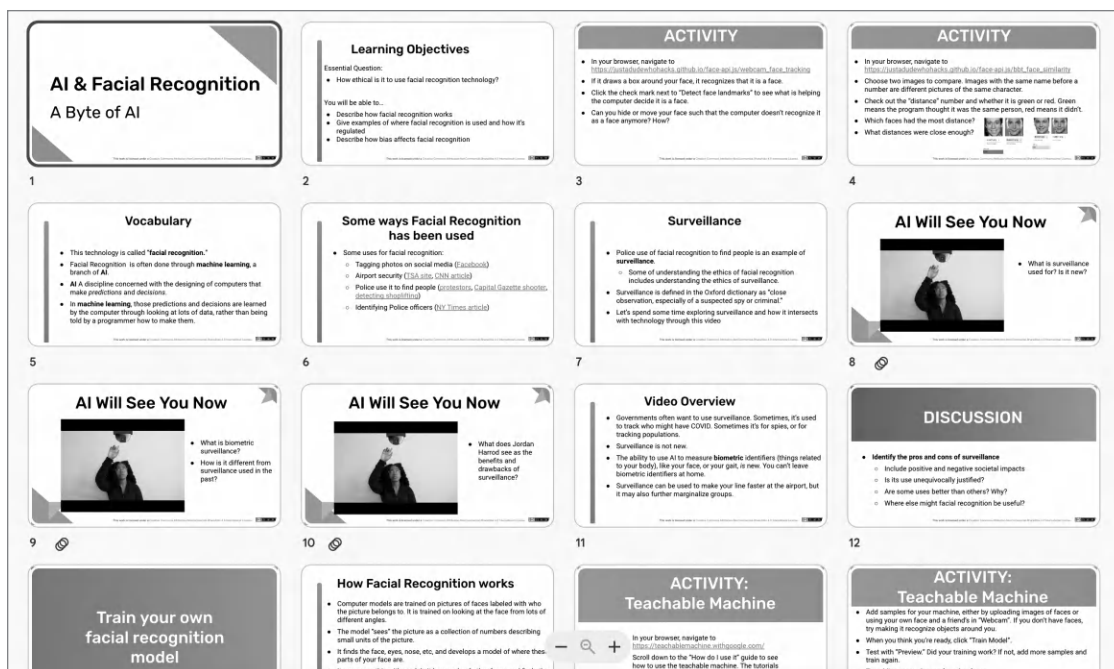 AI & Facial Recognition
A Byte of AI
1
Learning Objectives
Essential Question:
● How ethical is it to use facial recognition technology?
You will be able to...
● Describe how facial recognition works
● Give examples of where facial recognition is used and how it's
regulated
● Describe how bias affects facial recognition
2
ACTIVITY
● In your browser, navigate to
https://justadudewhohacks.github.io/face-api.js/webcam_face_tracking
● If it draws a box around your face, it recognizes that it is a face.
● Click the check mark next to "Detect face landmarks" to see what is helping
the computer decide it is a face.
● Can you hide or move your face such that the computer doesn't recognize it
as a face anymore? How?
3
ACTIVITY
● In your browser, navigate to
https://justadudewhohacks.github.io/face-api.js/bbt_face_similarity
● Choose two images to compare. Images with the same name before a
number are different pictures of the same character.
● Check out the "distance" number and whether it is green or red. Green
means the program thought it was the same person, red means it didn't.
● Which faces had the most distance?
● What distances were close enough?
4
Vocabulary
● This technology is called "facial recognition."
● Facial Recognition is often done through machine learning, a
branch of AI.
● AI A discipline concerned with the designing of computers that
make predictions and decisions.
● In machine learning, those predictions and decisions are learned
by the computer through looking at lots of data, rather than being
told by a programmer how to make them.
5
Some ways Facial Recognition
has been used
● Some uses for facial recognition:
○ Tagging photos on social media (Facebook)
○ Airport security (TSA site, CNN article)
○ Police use it to find people (protestors, Capital Gazette shooter,
detecting shoplifting)
○ Identifying Police officers (NY Times article)
6
Surveillance
● Police use of facial recognition to find people is an example of
surveillance.
○ Some of understanding the ethics of facial recognition
includes understanding the ethics of surveillance.
● Surveillance is defined in the Oxford dictionary as "close
observation, especially of a suspected spy or criminal."
● Let's spend some time exploring surveillance and how it intersects
with technology through this video
7
AI Will See You Now
● What is surveillance
used for? Is it new?
8
AI Will See You Now
● What is biometric
surveillance?
● How is it different from
surveillance used in the
past?
9
AI Will See You Now
● What does Jordan
Harrod see as the
benefits and
drawbacks of
surveillance?
10
Video Overview
● Governments often want to use surveillance. Sometimes, it's used
to track who might have COVID. Sometimes it's for spies, or for
tracking populations.
● Surveillance is not new.
● The ability to use AI to measure biometric identifiers (things related
to your body), like your face, or your gait, is new. You can't leave
biometric identifiers at home.
● Surveillance can be used to make your line faster at the airport, but
it may also further marginalize groups.
11
DISCUSSION
● Identify the pros and cons of surveillance
○ Include positive and negative societal impacts
○ Is its use unequivocally justified?
○ Are some uses better than others? Why?
○ Where else might facial recognition be useful?
12
Train your own
facial recognition
model
How Facial Recognition works
● Computer models are trained on pictures of faces labeled with who
the picture belongs to. It is trained on looking at the face from lots of
different angles.
● The model "sees" the picture as a collection of numbers describing
small units of the picture.
● It finds the face, eyes, nose, etc, and develops a model of where these
parts of your face are.
ACTIVITY:
Teachable Machine
In your browser, navigate to
https://teachablemachine.withgoogle.com/
Scroll down to the "How do I use it" guide to see
how to use the teachable machine. The tutorials
ACTIVITY:
Teachable Machine
● Add samples for your machine, either by uploading images of faces or
using your own face and a friend's in "Webcam". If you don't have faces,
try making it recognize objects around you.
● When you think you're ready, click "Train Model".
● Test with "Preview." Did your training work? If not, add more samples and
train again.